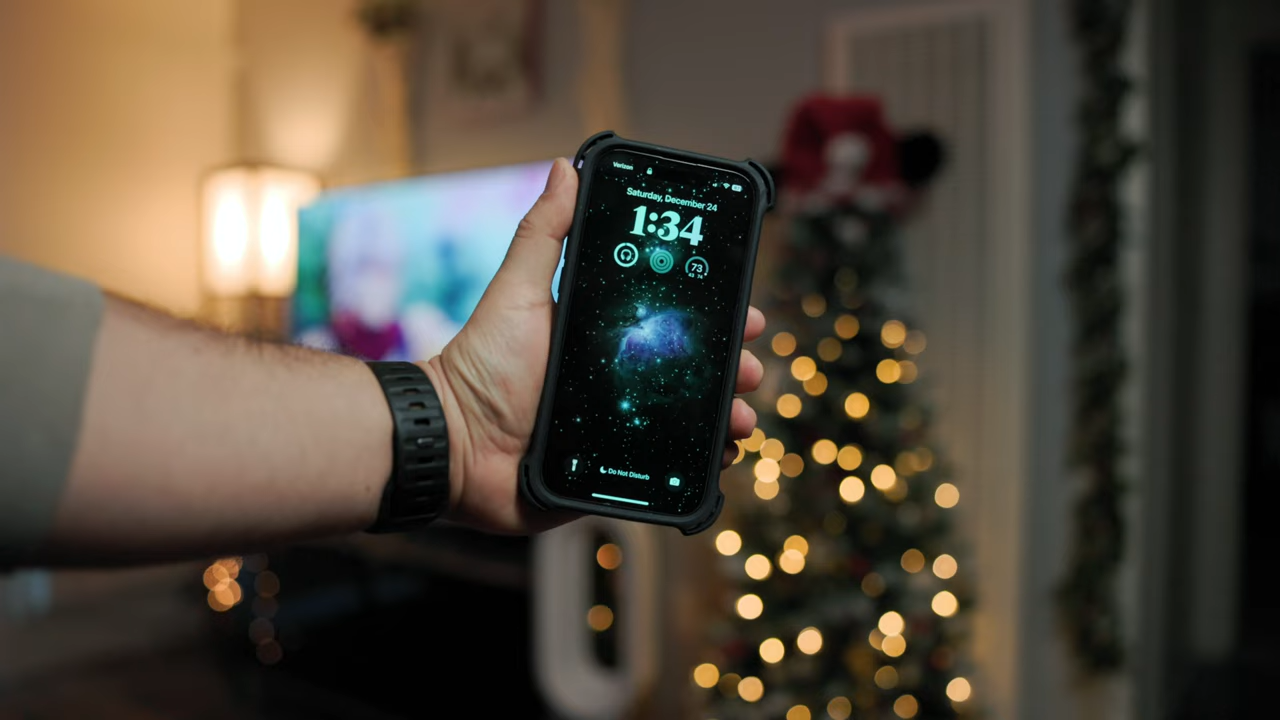 Verizon
Saturday, December 24
1:34
73
Do Not Disturb